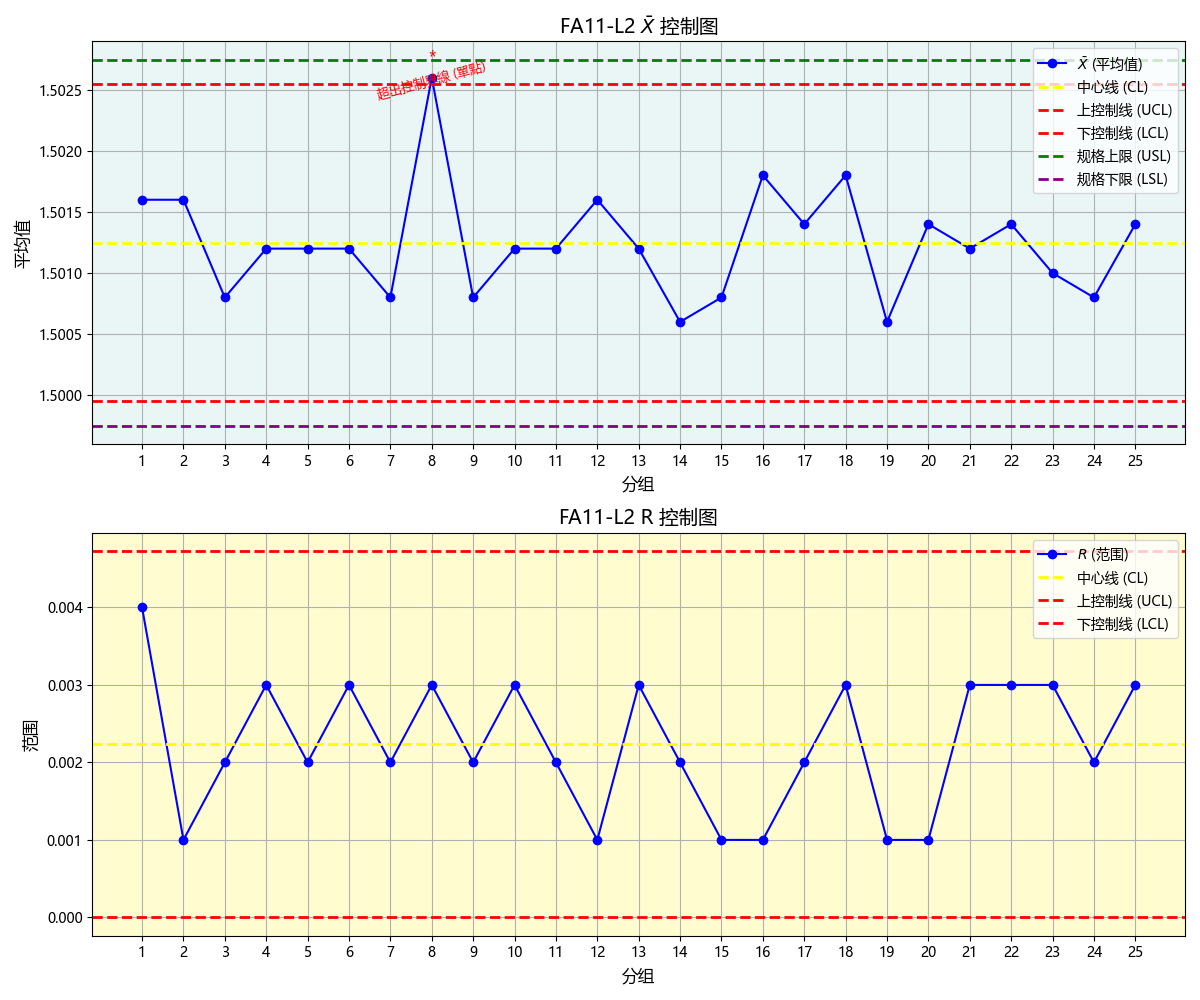 FA11-L2 X̄ 控制图
*
超出控制界線 (單點)
X̄ (平均值)
中心线 (CL)
上控制线 (UCL)
下控制线 (LCL)
规格上限 (USL)
规格下限 (LSL)
平均值
1.5025
1.5020
1.5015
1.5010
1.5005
1.5000
1 2 3 4 5 6 7 8 9 10 11 12 13 14 15 16 17 18 19 20 21 22 23 24 25
分组
FA11-L2 R 控制图
R (范围)
中心线 (CL)
上控制线 (UCL)
下控制线 (LCL)
范围
0.004
0.003
0.002
0.001
0.000
1 2 3 4 5 6 7 8 9 10 11 12 13 14 15 16 17 18 19 20 21 22 23 24 25
分组